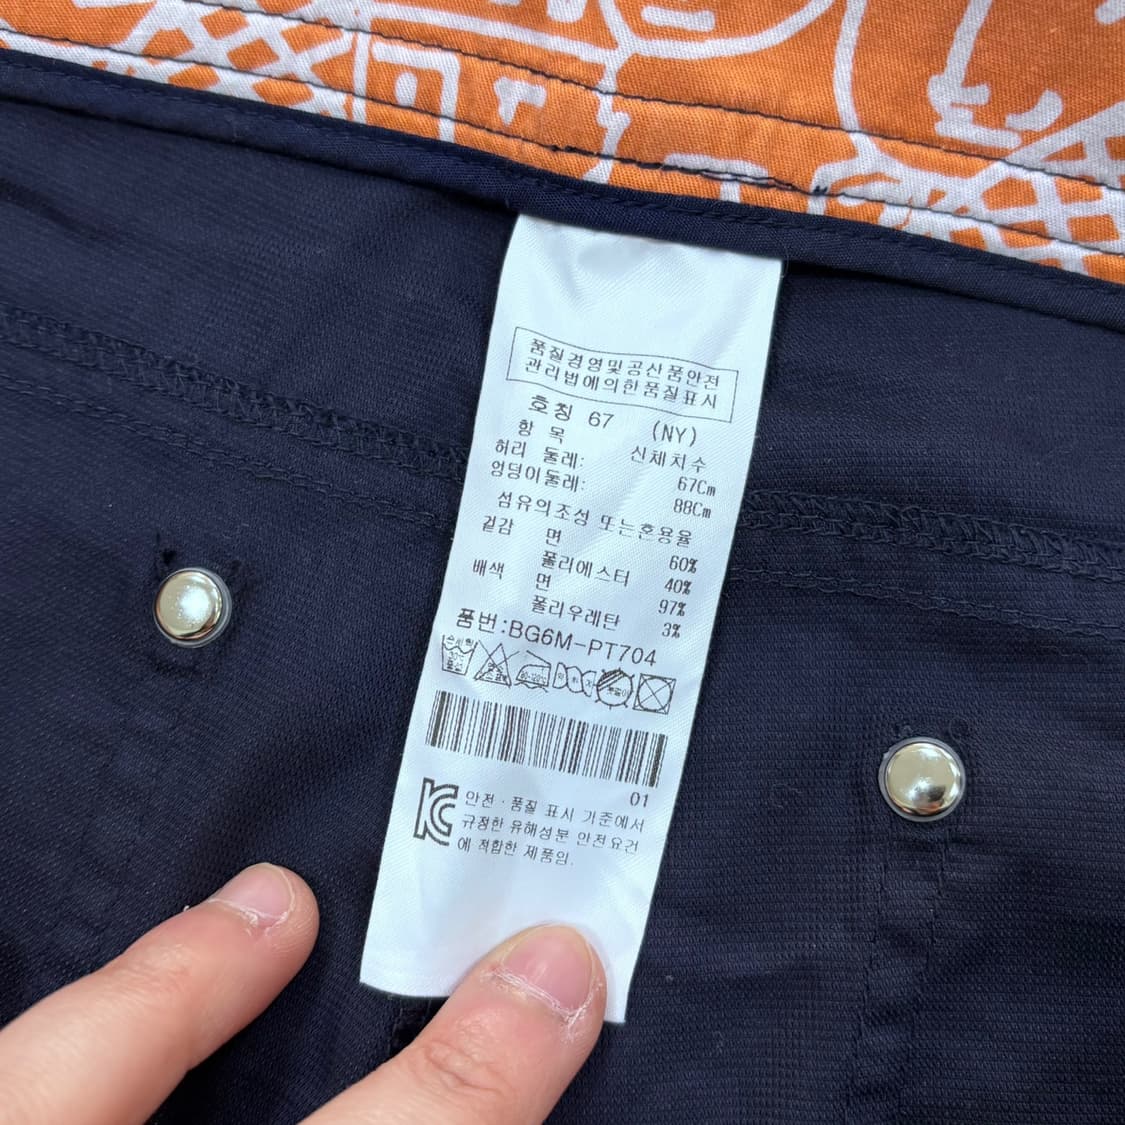 품질경영및공산품안전
관리법에의한품질표시
호칭 67 (NY)
항 목 신체치수
허리 둘레: 67Cm
엉덩이둘레: 88Cm
섬유의조성 또는혼용율
겉감 면 60%
폴리에스터 40%
배색 면 97%
폴리우레탄 3%
품번:BG6M-PT704
01
안전·품질 표시 기준에서
규정한 유해성분 안전요건
에 적합한 제품임.